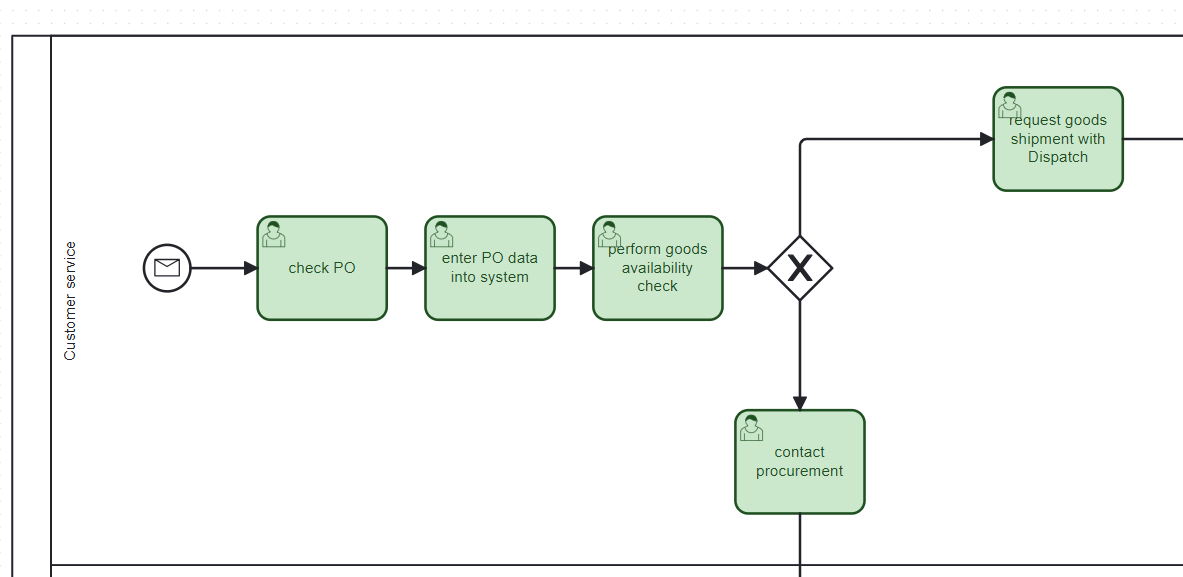 request goods
shipment with
Dispatch
Customer service
check PO
enter PO data
into system
perform goods
availability
check
X
contact
procurement